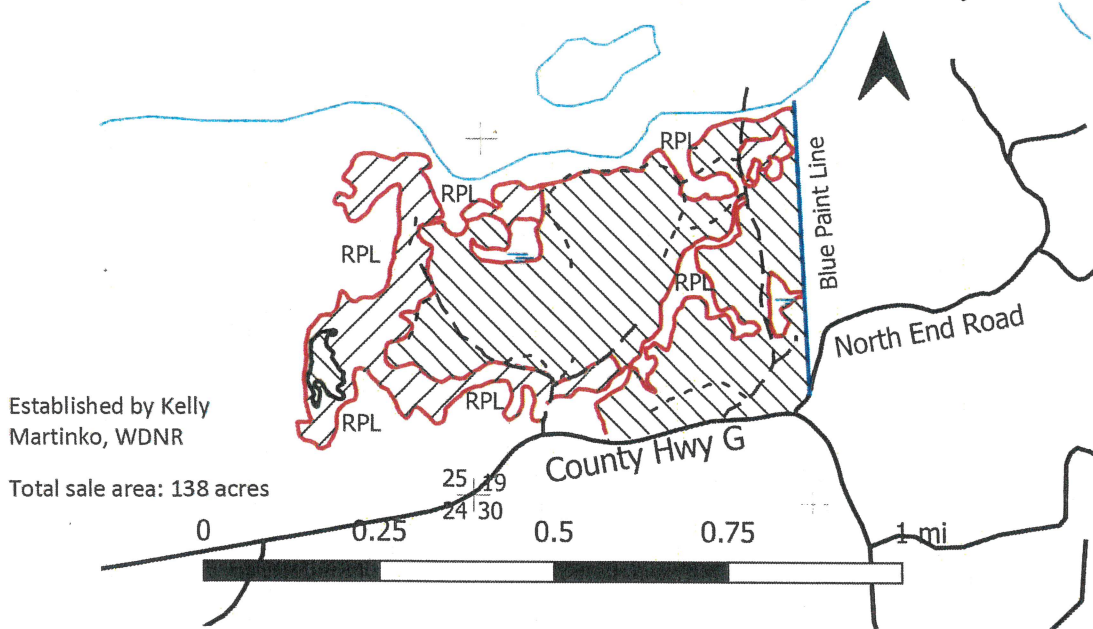 RPL
RPL
RPL
RPL
RPL
RPL
Blue Paint Line
North End Road
County Hwy G
Established by Kelly
Martinko, WDNR
Total sale area: 138 acres
25 19
24 30
0 0.25 0.5 0.75 1 mi